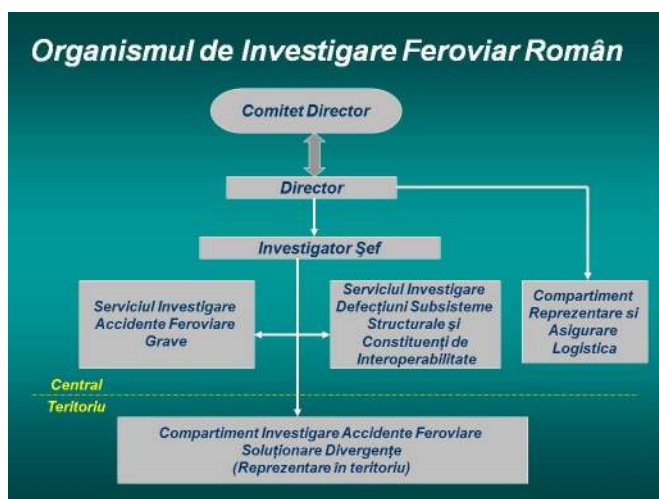 Organismul de Investigare Feroviar Român
Comitet Director
Director
Investigator Şef
Serviciul Investigare
Accidente Feroviare
Grave
Serviciul Investigare
Defecţiuni Subsisteme
Structurale şi
Constituenţi de
Interoperabilitate
Compartiment
Reprezentare si
Asigurare
Logistica
Central
Teritoriu
Compartiment Investigare Accidente Feroviare
Soluţionare Divergenţe
(Reprezentare în teritoriu)